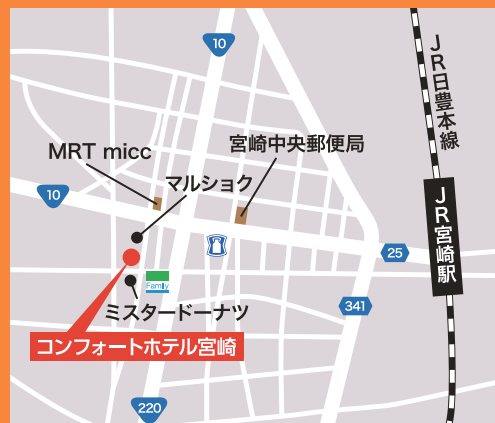 10
JR日豊本線
MRT micc
宮崎中央郵便局
マルショク
10
JR宮崎駅
25
Family
ミスタードーナツ
341
コンフォートホテル宮崎
220